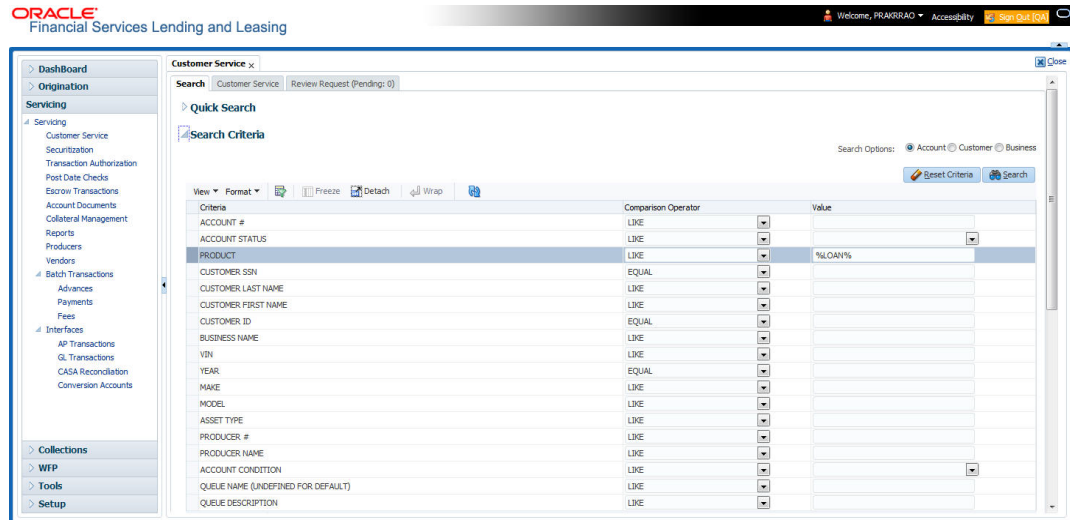 ORACLE'
Financial Services Lending and Leasing
Welcome, PRAKRRAO
Accessibility
Sign Out [QA
DashBoard
Origination
Servicing
Servicing
Customer Service
Securitization
Transaction Authorization
Post Date Checks
Escrow Transactions
Account Documents
Collateral Management
Reports
Producers
Vendors
Batch Transactions
Advances
Payments
Fees
Interfaces
AP Transactions
GL Transactions
CASA Reconciliation
Conversion Accounts
Collections
WFP
Tools
Setup
Customer Service x
Close
Search Customer Service Review Request (Pending: 0)
Quick Search
Search Criteria
Search Options: Account Customer Business
Reset Criteria Search
View Format Freeze Detach Wrap
Criteria Comparison Operator Value
ACCOUNT # LIKE
ACCOUNT STATUS LIKE
PRODUCT LIKE %LOAN%
CUSTOMER SSN EQUAL
CUSTOMER LAST NAME LIKE
CUSTOMER FIRST NAME LIKE
CUSTOMER ID EQUAL
BUSINESS NAME LIKE
VIN LIKE
YEAR EQUAL
MAKE LIKE
MODEL LIKE
ASSET TYPE LIKE
PRODUCER # LIKE
PRODUCER NAME LIKE
ACCOUNT CONDITION LIKE
QUEUE NAME (UNDEFINED FOR DEFAULT) LIKE
QUEUE DESCRIPTION LIKE